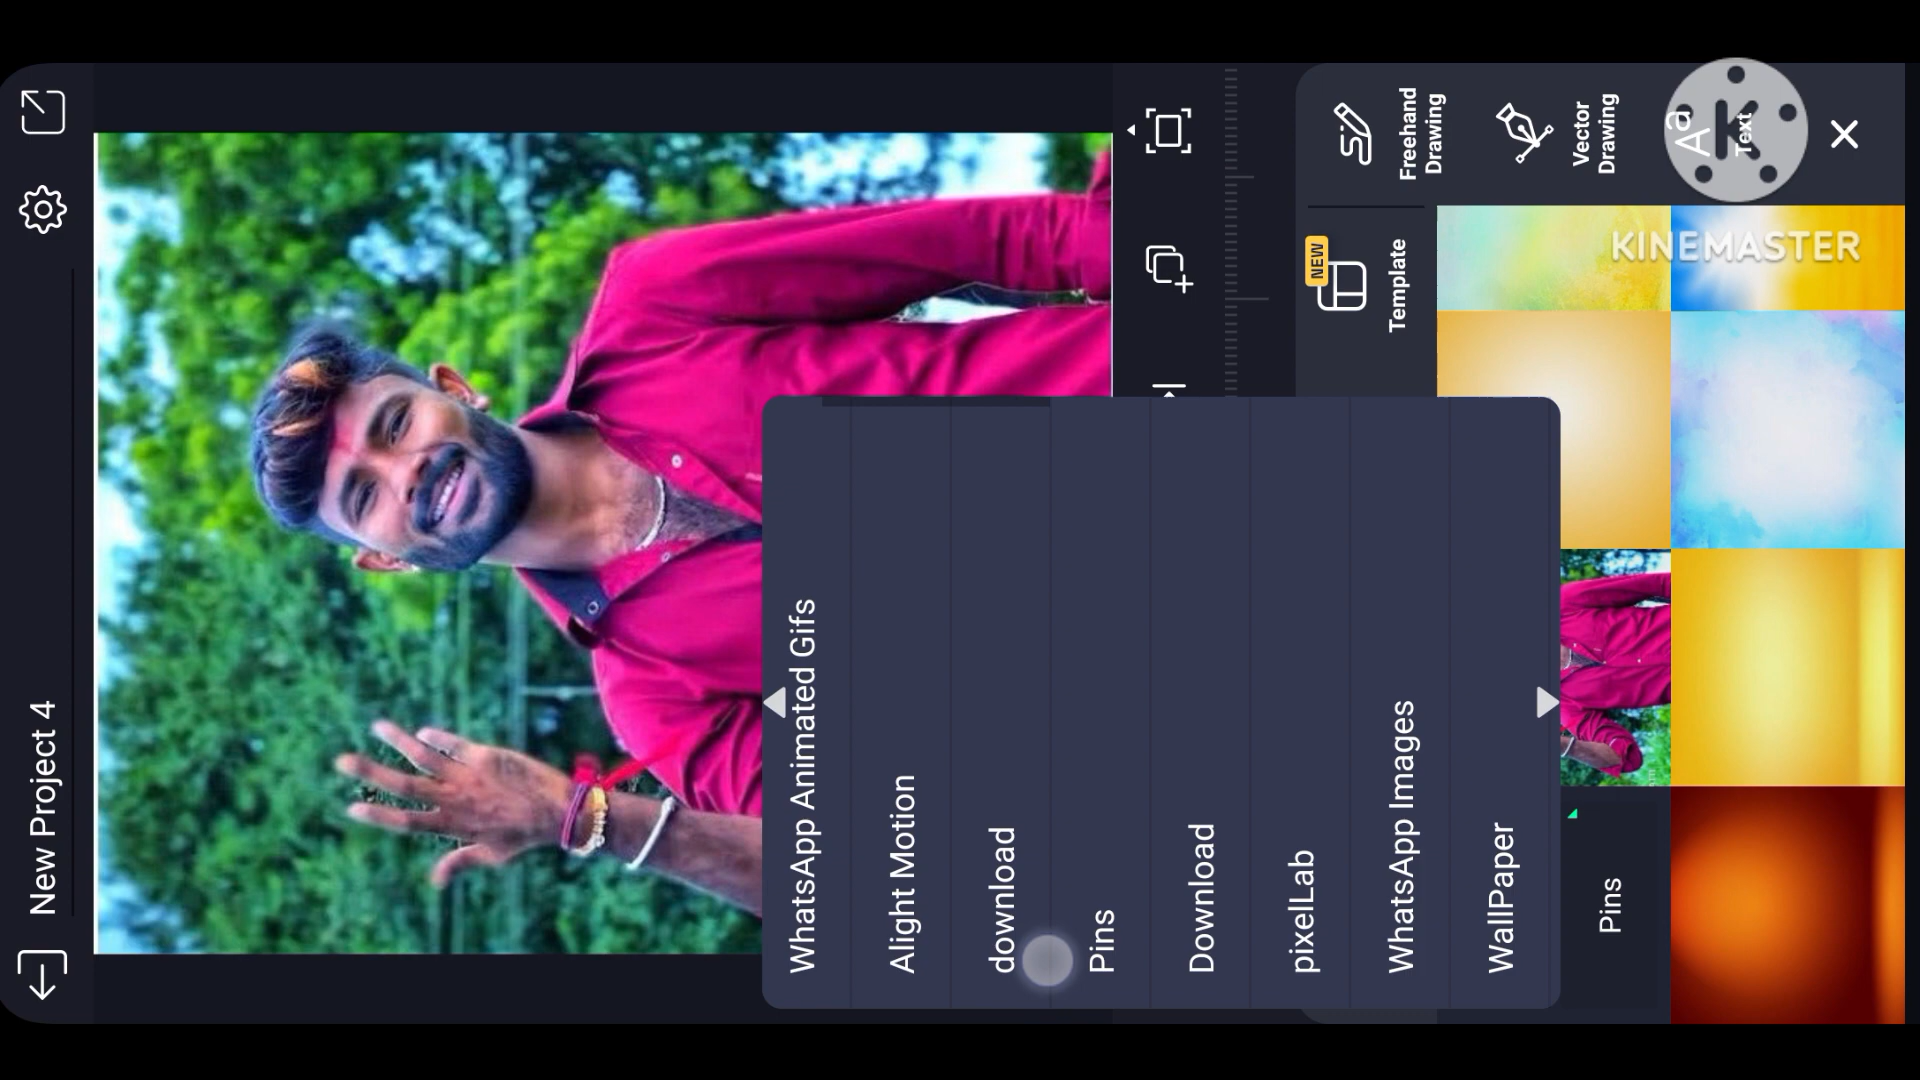 New Project 4
WhatsApp Animated Gifs
Alight Motion
download
Pins
Download
pixelLab
WhatsApp Images
WallPaper
Freehand
Drawing
Vector
Drawing
Aa
Text
K
KINEMASTER
NEW
Template
Pins